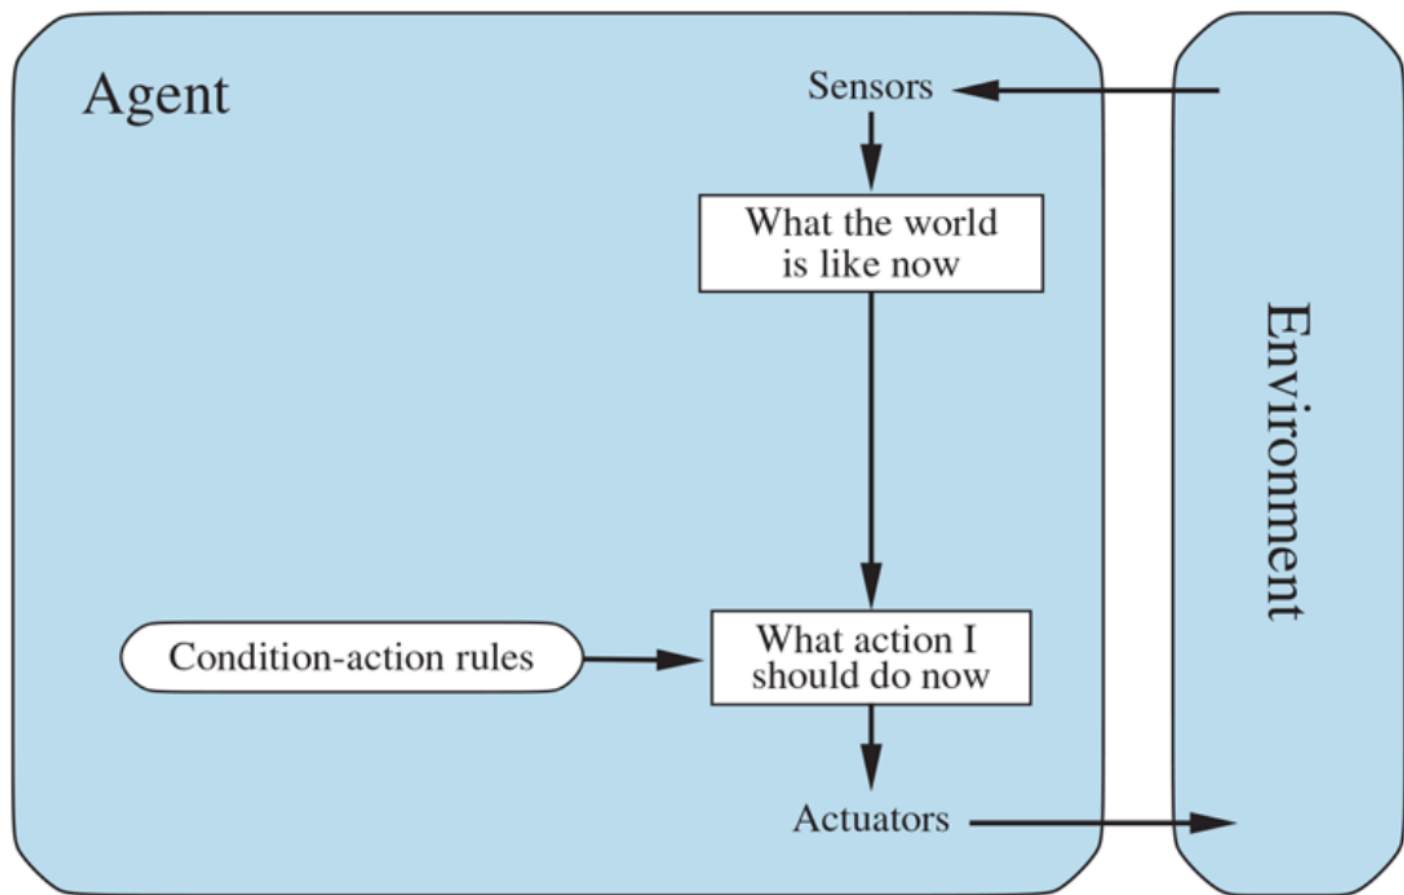 Agent
Sensors
What the world
is like now
Environment
Condition-action rules
What action I
should do now
Actuators